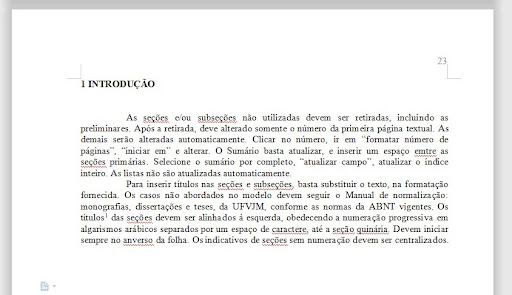 23
1 INTRODUÇÃO
As seções e/ou subseções não utilizadas devem ser retiradas, incluindo as
preliminares. Após a retirada, deve alterado somente o número da primeira página textual. As
demais serão alteradas automaticamente. Clicar no número, ir em “formatar número de
páginas”, “iniciar em” e alterar. O Sumário basta atualizar, e inserir um espaço emtre as
seções primárias. Selecione o sumário por completo, “atualizar campo”, atualizar o índice
inteiro. As listas não são atualizadas automaticamente.
Para inserir títulos nas seções e subseções, basta substituir o texto, na formatação
fornecida. Os casos não abordados no modelo devem seguir o Manual de normalização:
monografias, dissertações e teses, da UFVJM, conforme as normas da ABNT vigentes. Os
títulos¹ das seções devem ser alinhados á esquerda, obedecendo a numeração progressiva em
algarismos arábicos separados por um espaço de caractere, até a seção quinária. Devem iniciar
sempre no anverso da folha. Os indicativos de seções sem numeração devem ser centralizados.